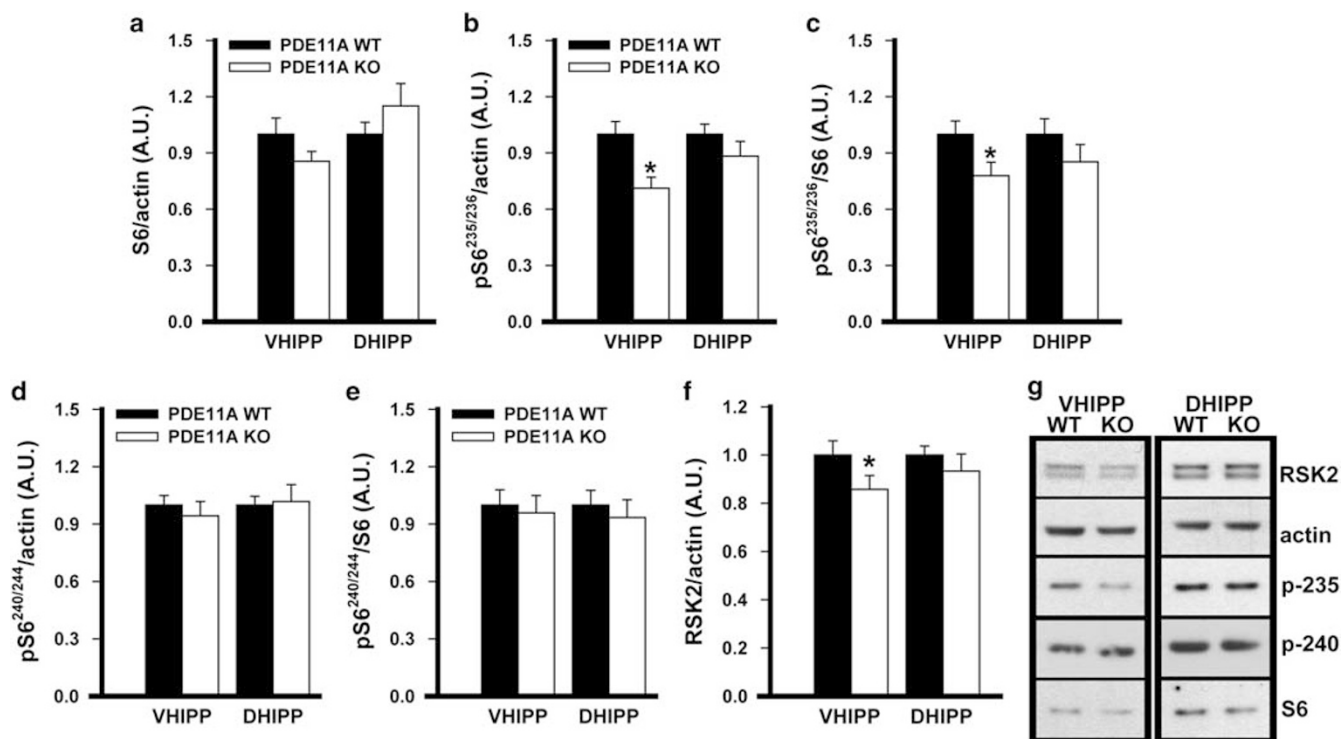 a
S6/actin (A.U.)
1.5
1.2
0.9
0.6
0.3
0.0
PDE11A WT
PDE11A KO
VHIPP DHIPP
b
pS6²³⁵/²³⁶/actin (A.U.)
1.5
1.2
0.9
0.6
0.3
0.0
PDE11A WT
PDE11A KO
*
VHIPP DHIPP
c
pS6²³⁵/²³⁶/S6 (A.U.)
1.5
1.2
0.9
0.6
0.3
0.0
*
VHIPP DHIPP
d
pS6²⁴⁰/²⁴⁴/actin (A.U.)
1.5
1.2
0.9
0.6
0.3
0.0
PDE11A WT
PDE11A KO
VHIPP DHIPP
e
pS6²⁴⁰/²⁴⁴/S6 (A.U.)
1.5
1.2
0.9
0.6
0.3
0.0
PDE11A WT
PDE11A KO
VHIPP DHIPP
f
RSK2/actin (A.U.)
1.2
1.0
0.8
0.6
0.4
0.2
0.0
*
VHIPP DHIPP
g
VHIPP DHIPP
WT KO WT KO
RSK2
actin
p-235
p-240
S6